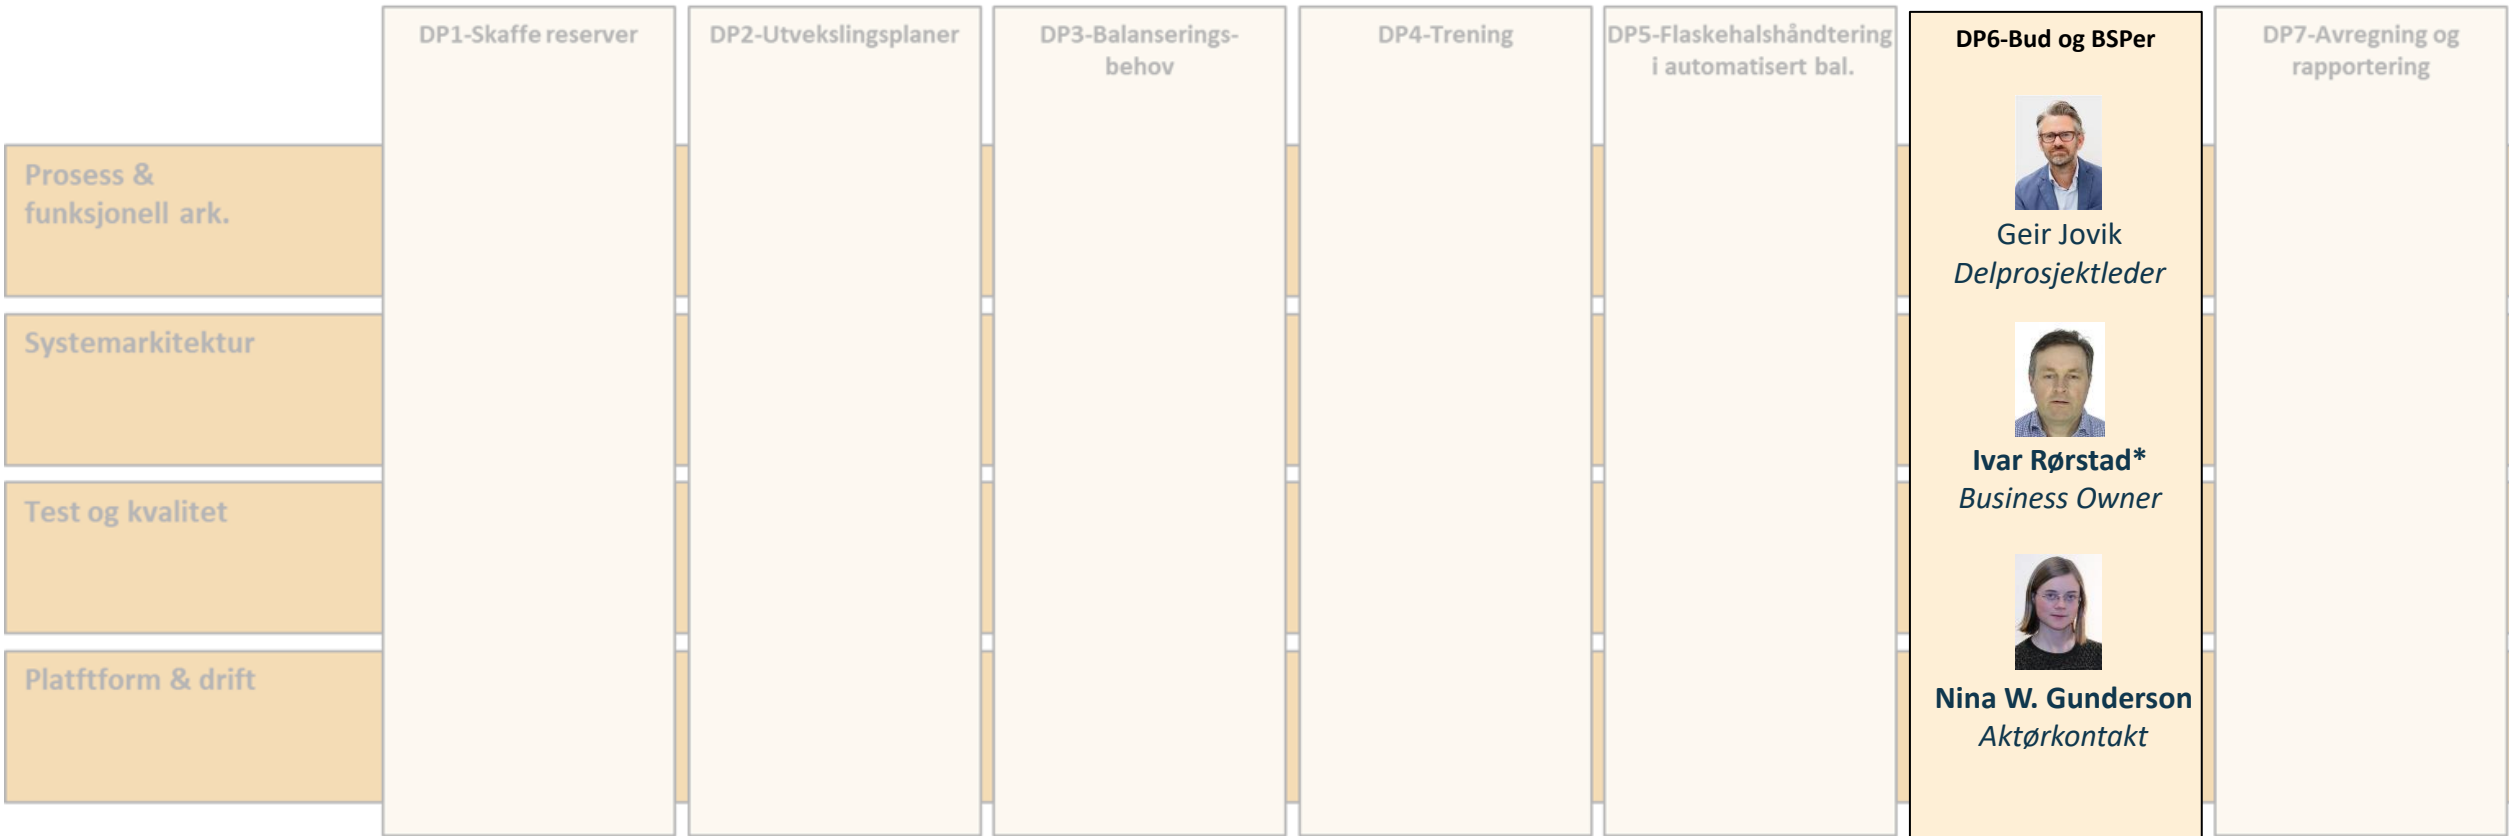 DP1-Skaffe reserver
DP2-Utvekslingsplaner
DP3-Balanserings-
behov
DP4-Trening
DP5-Flaskehalshåndtering
i automatisert bal.
DP6-Bud og BSPer
DP7-Avregning og
rapportering
Prosess &
funksjonell ark.
Systemarkitektur
Test og kvalitet
Platftform & drift
Geir Jovik
Delprosjektleder
Ivar Rørstad*
Business Owner
Nina W. Gunderson
Aktørkontakt